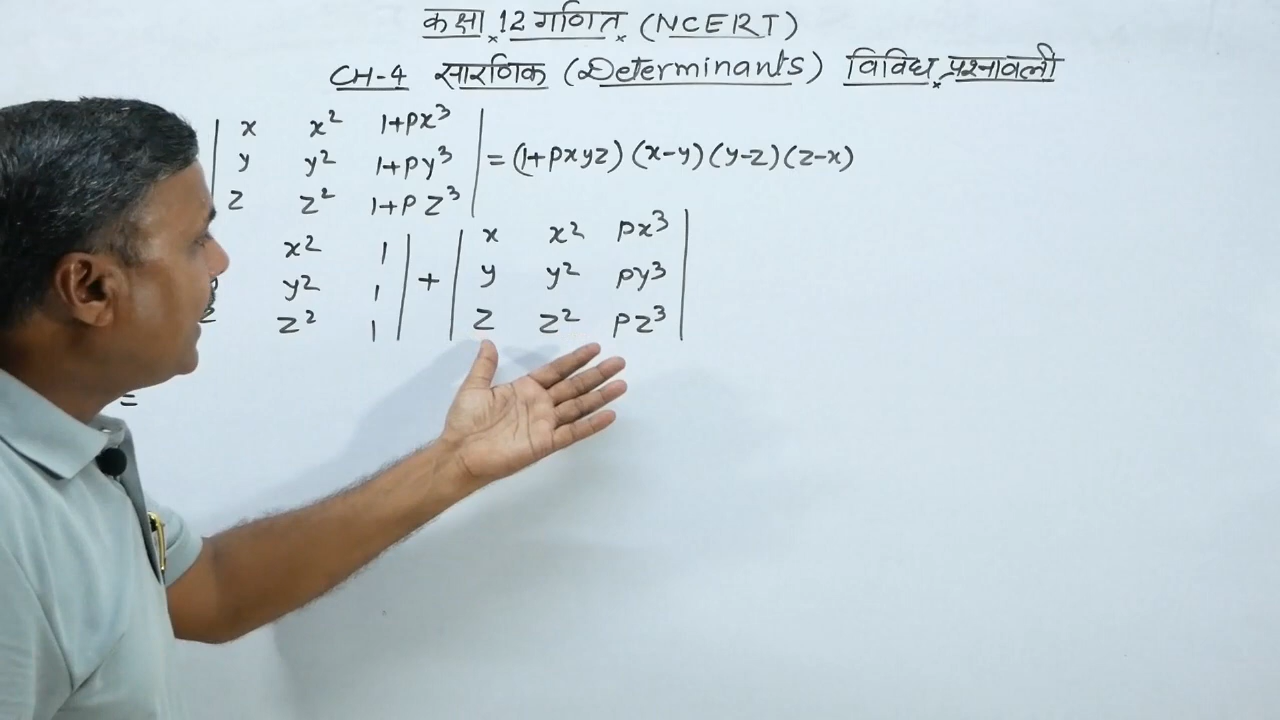 कक्षा 12 गणित (NCERT)
CH-4 सारणिक (Determinants) विविध प्रश्नावली
| x x² 1+px³ |
| y y² 1+py³ | = (1+pxyz) (x-y) (y-z) (z-x)
| z z² 1+pz³ |
x² 1 | + | x x² px³ |
y² 1 | + | y y² py³ |
z z² 1 | + | z z² pz³ |
=